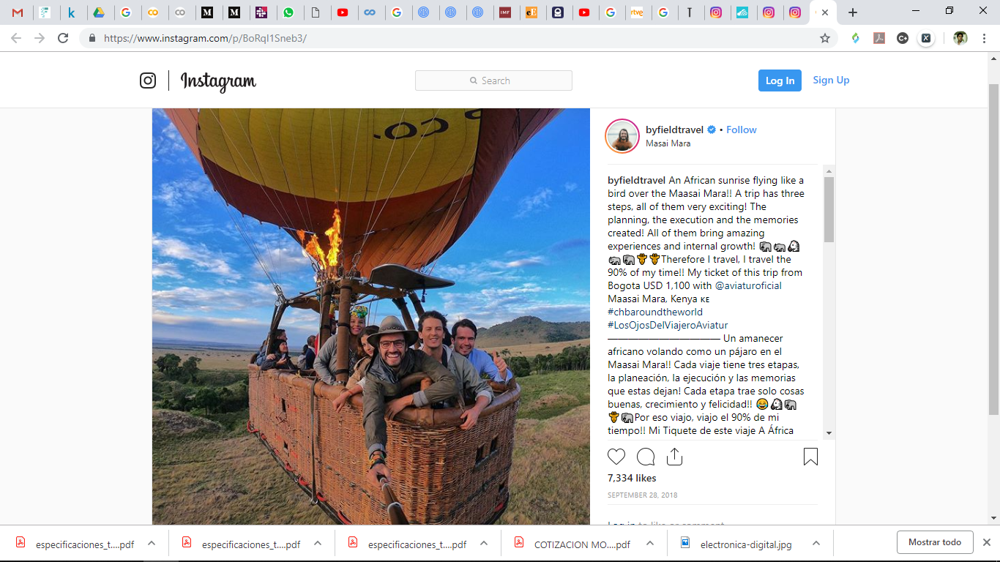 https://www.instagram.com/p/BoRqI1Sneb3/
Instagram
Search
Log In
Sign Up
CO.
byfieldtravel • Follow
Masai Mara
byfieldtravel An African sunrise flying like a
bird over the Maasai Mara!! A trip has three
steps, all of them very exciting! The
planning, the execution and the memories
created! All of them bring amazing
experiences and internal growth! 🐘🐘🐘
🐘🐘🦒🦒Therefore I travel, I travel the
90% of my time!! My ticket of this trip from
Bogota USD 1,100 with @aviaturoficial
Maasai Mara, Kenya KE
#chbaroundtheworld
#LosOjosDelViajeroAviatur
—————————— Un amanecer
africano volando como un pájaro en el
Maasai Mara!! Cada viaje tiene tres etapas,
la planeación, la ejecución y las memorias
que estas dejan! Cada etapa trae solo cosas
buenas, crecimiento y felicidad!! 😂
Por eso viajo, viajo el 90% de mi
tiempo!! Mi Tiquete de este viaje A África
7,334 likes
SEPTEMBER 28, 2018
Log in to like or comment.
especificaciones_t....pdf
especificaciones_t....pdf
especificaciones_t....pdf
COTIZACION MO....pdf
electronica-digital.jpg
Mostrar todo